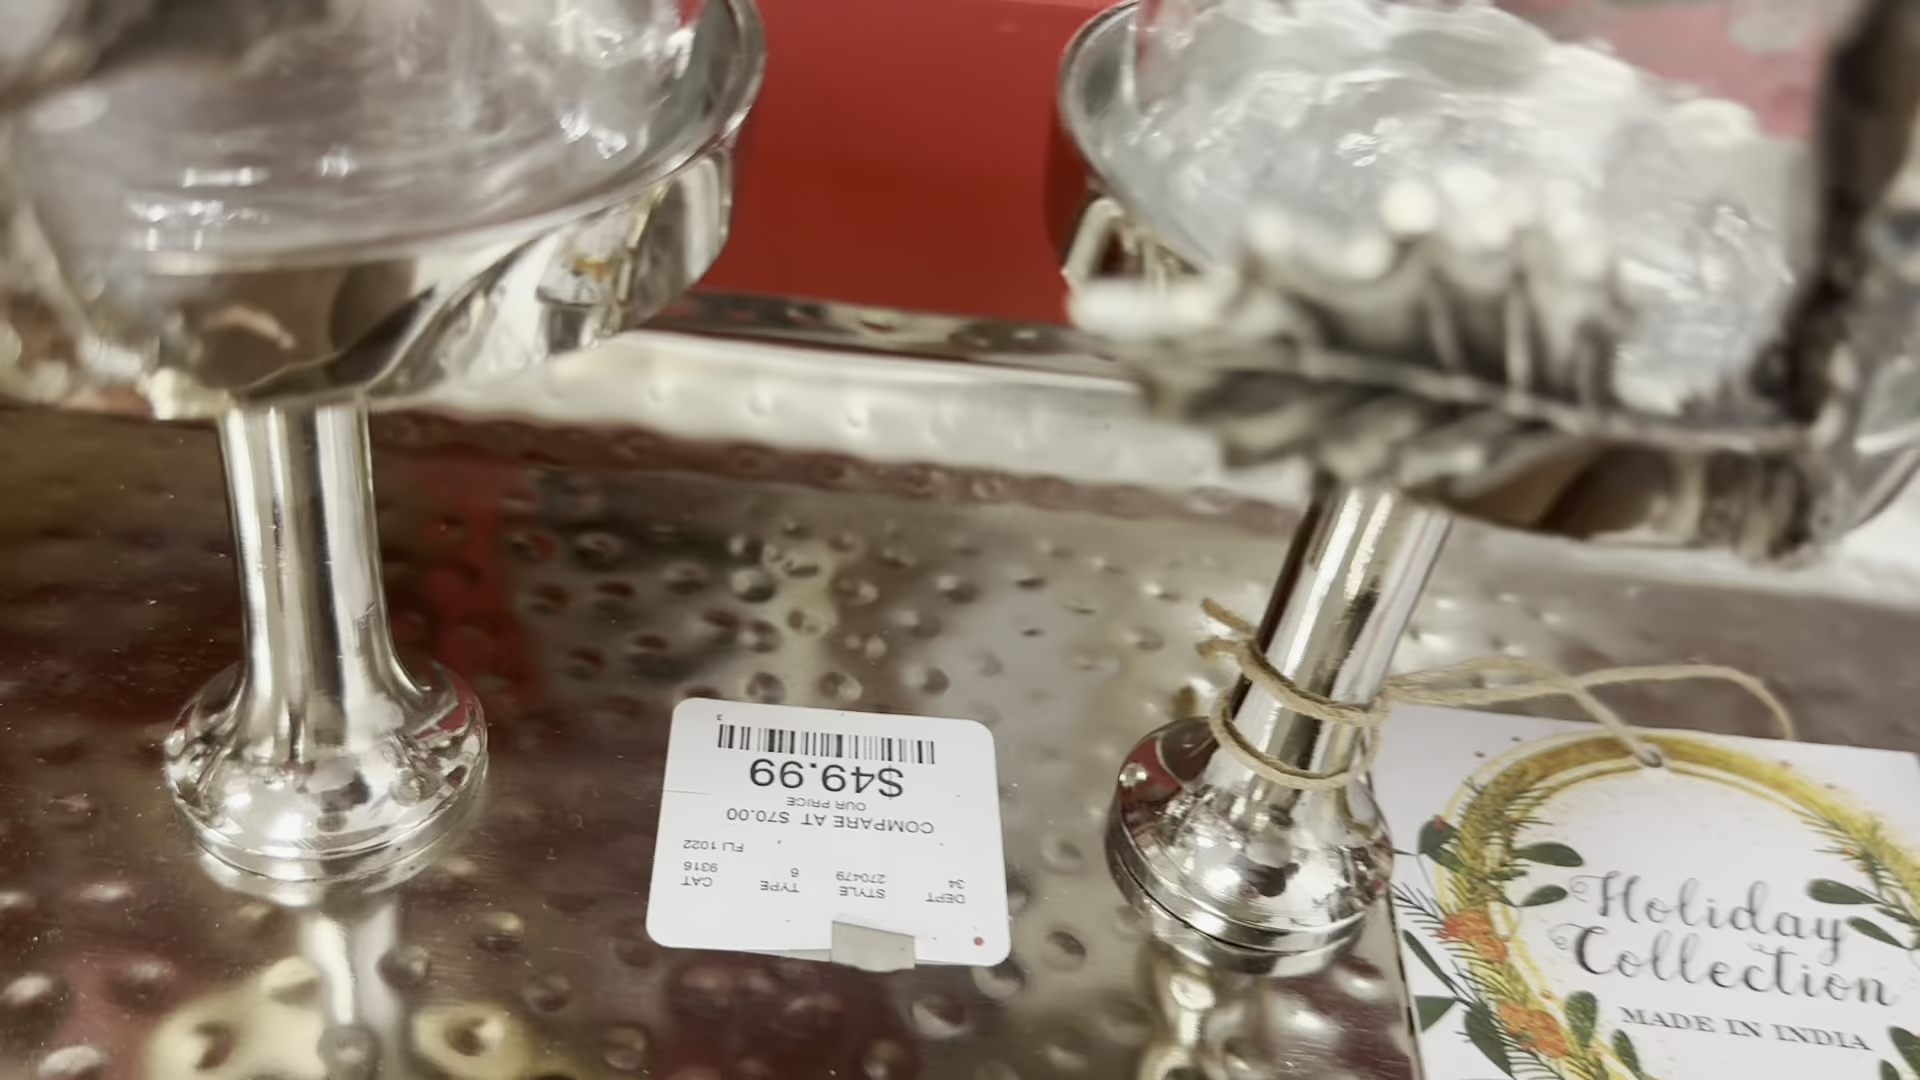 DEPT STYLE TYPE CAT
34 270479 6 9316
FLI 1022
COMPARE AT $70.00
OUR PRICE
$49.99
3
Holiday
Collection
MADE IN INDIA